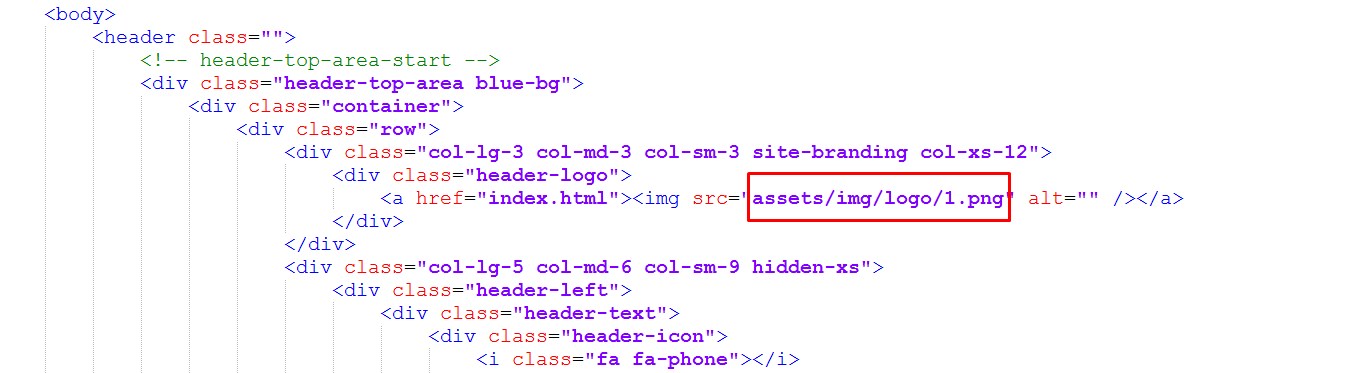 <body>
<header class="">
<!-- header-top-area-start -->
<div class="header-top-area blue-bg">
<div class="container">
<div class="row">
<div class="col-lg-3 col-md-3 col-sm-3 site-branding col-xs-12">
<div class="header-logo">
<a href="index.html"><img src="assets/img/logo/1.png" alt="" /></a>
</div>
</div>
<div class="col-lg-5 col-md-6 col-sm-9 hidden-xs">
<div class="header-left">
<div class="header-text">
<div class="header-icon">
<i class="fa fa-phone"></i>